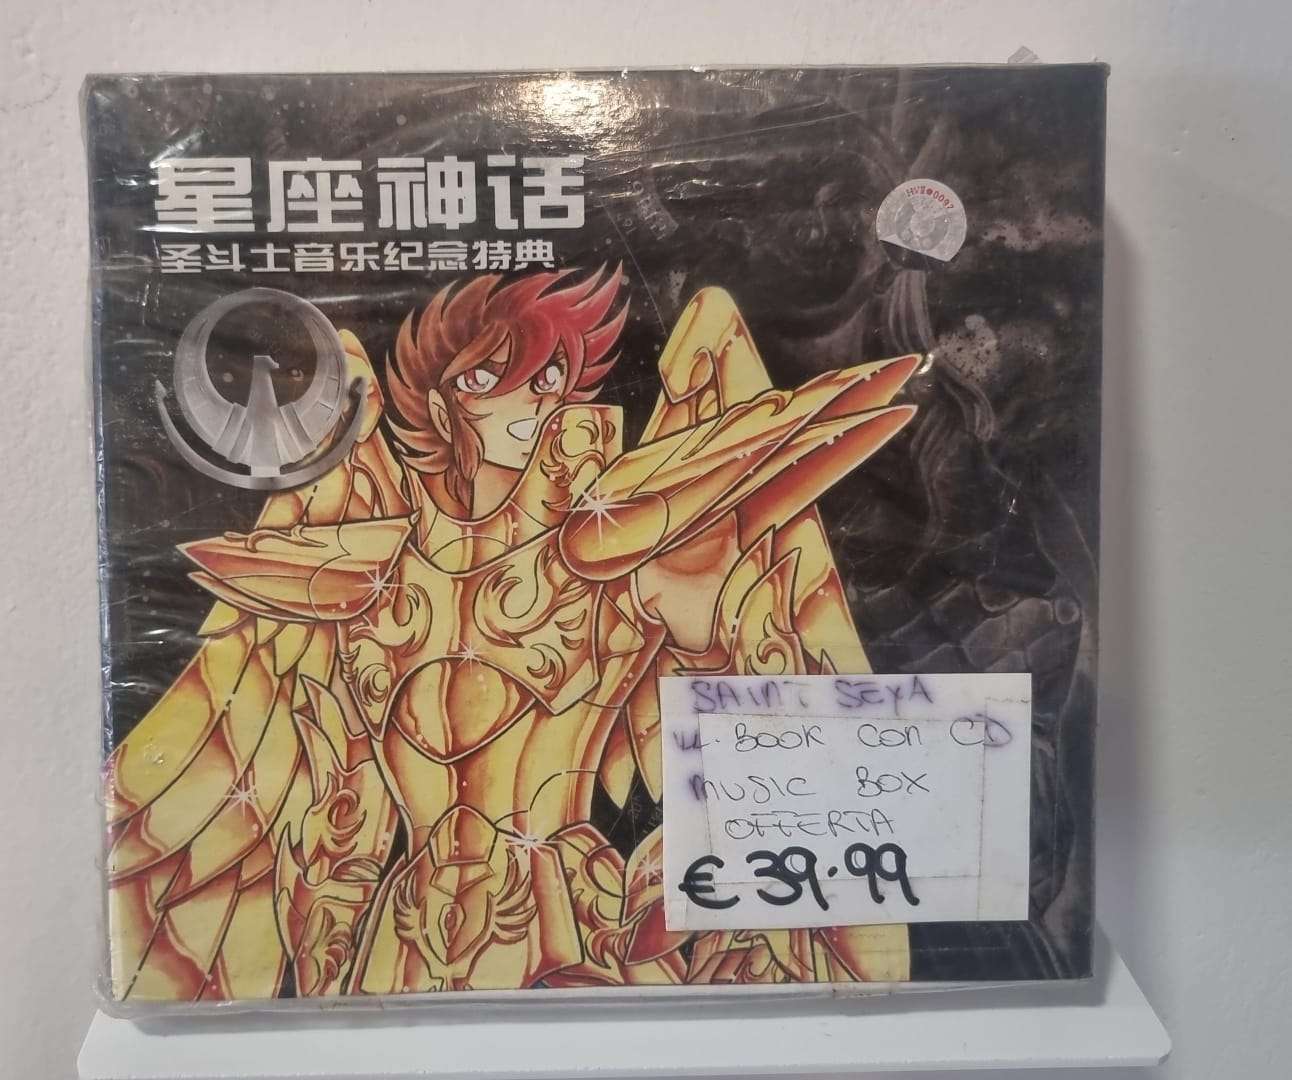 星座神话
圣斗士音乐纪念特典
SAINT SEYA
BOOK CON CD
MUSIC BOX
OFFERTA
€ 39.99